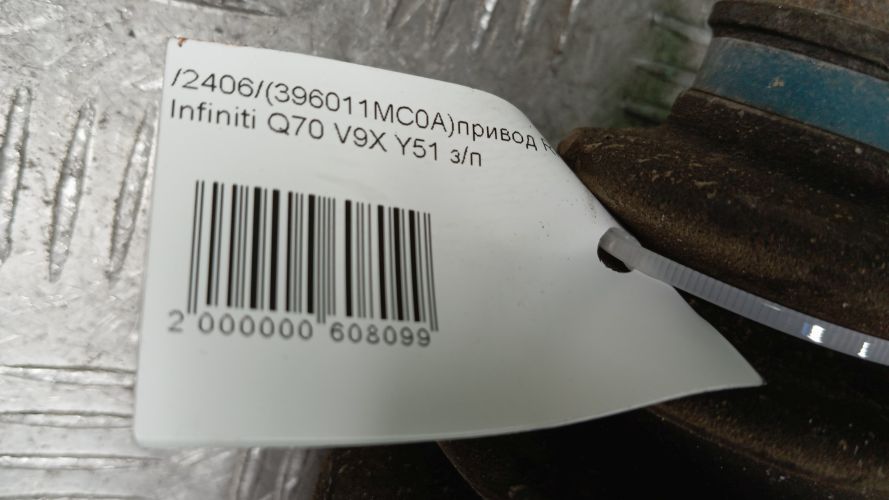 /2406/(396011MC0A)привод
Infiniti Q70 V9X Y51 з/п
2 000000 608099